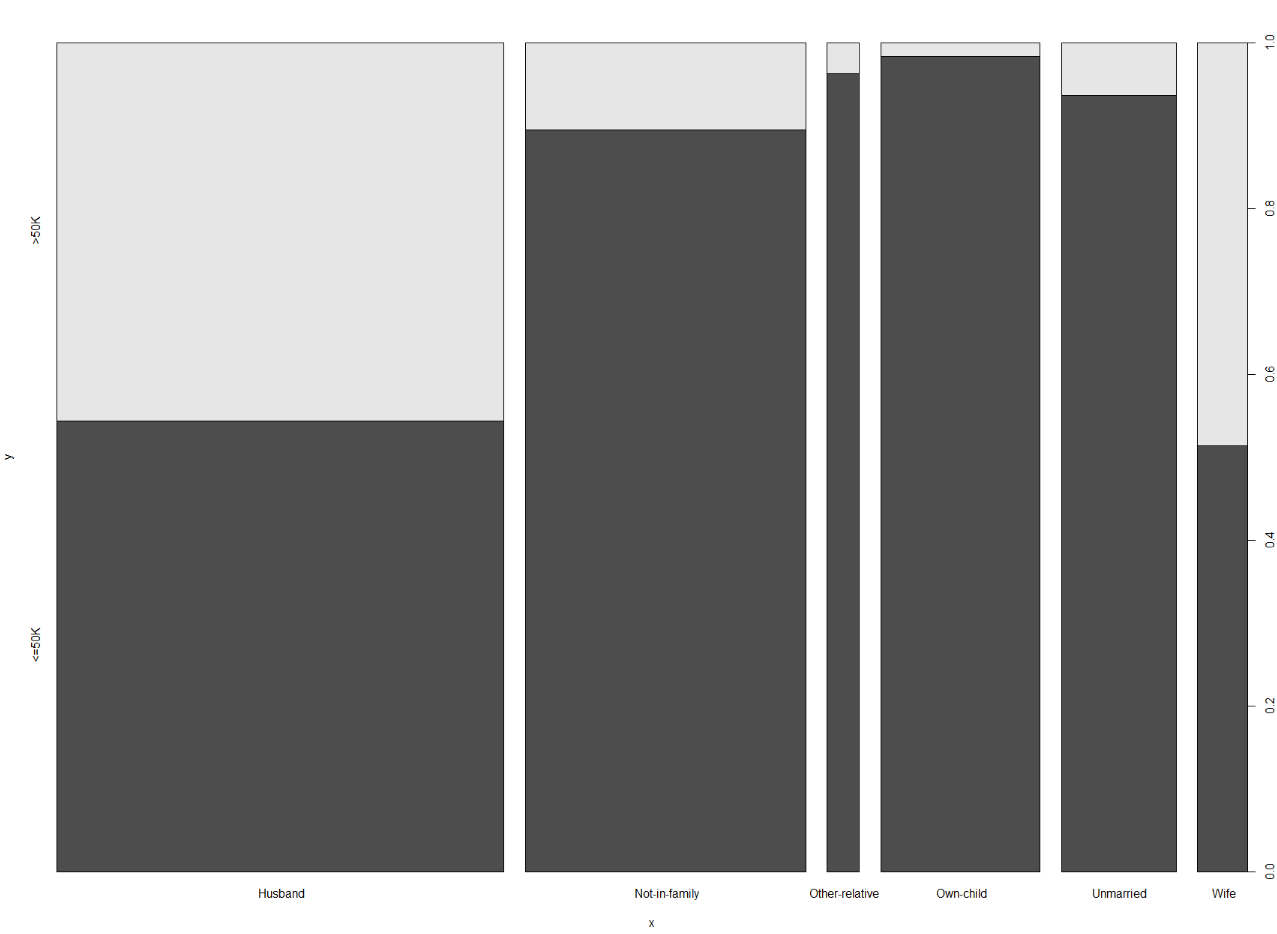 >50K
<=50K
y
1.0
0.8
0.6
0.4
0.2
0.0
Husband
Not-in-family
Other-relative
Own-child
Unmarried
Wife
x